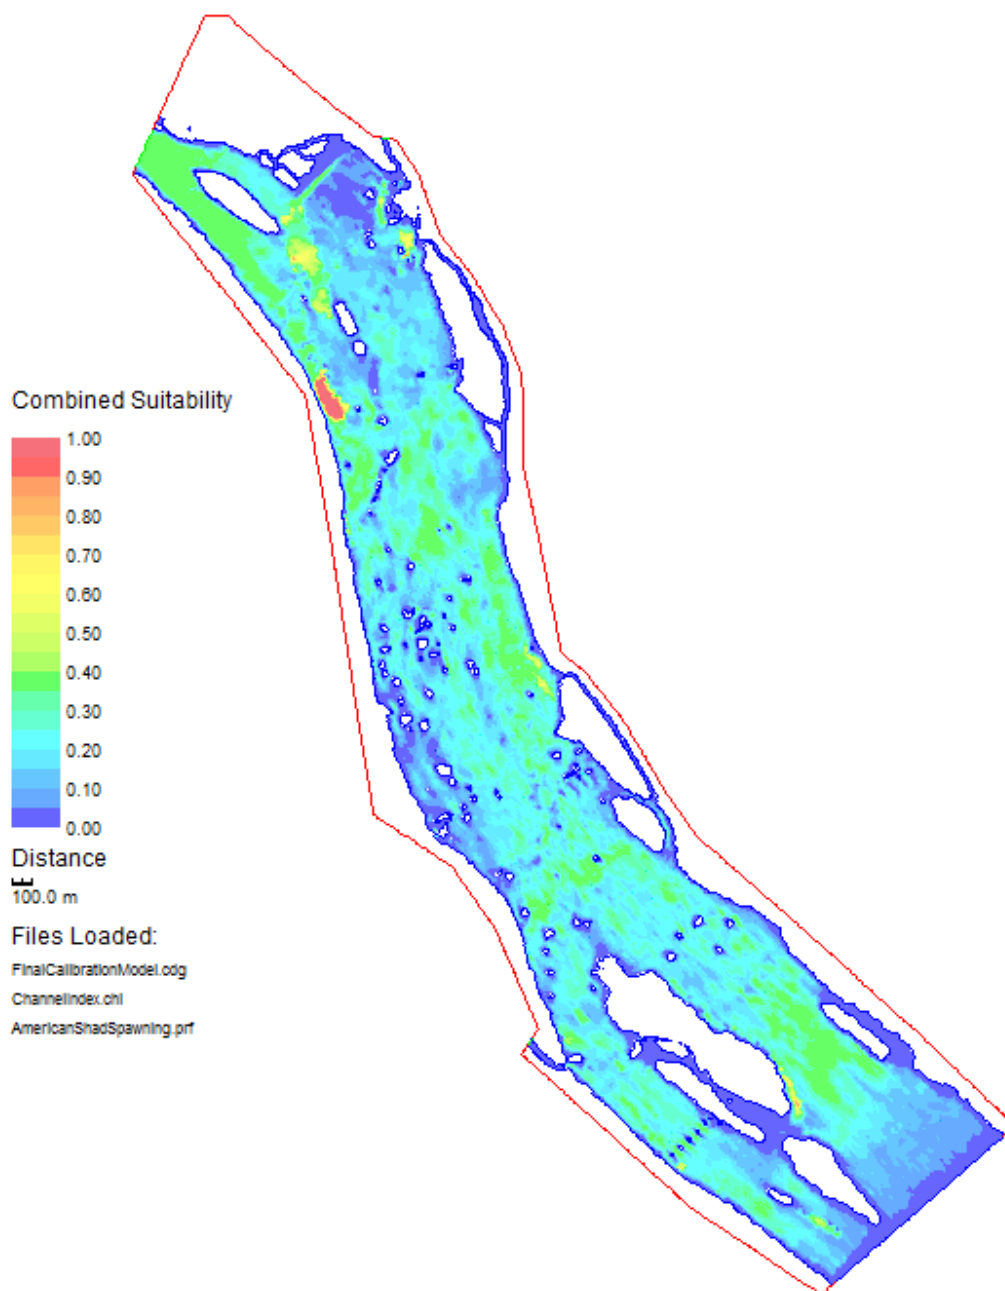 Combined Suitability
1.00
0.90
0.80
0.70
0.60
0.50
0.40
0.30
0.20
0.10
0.00
Distance
100.0 m
Files Loaded:
FinalCalibrationModel.cdg
ChannelIndex.chi
AmericanShadSpawning.prf